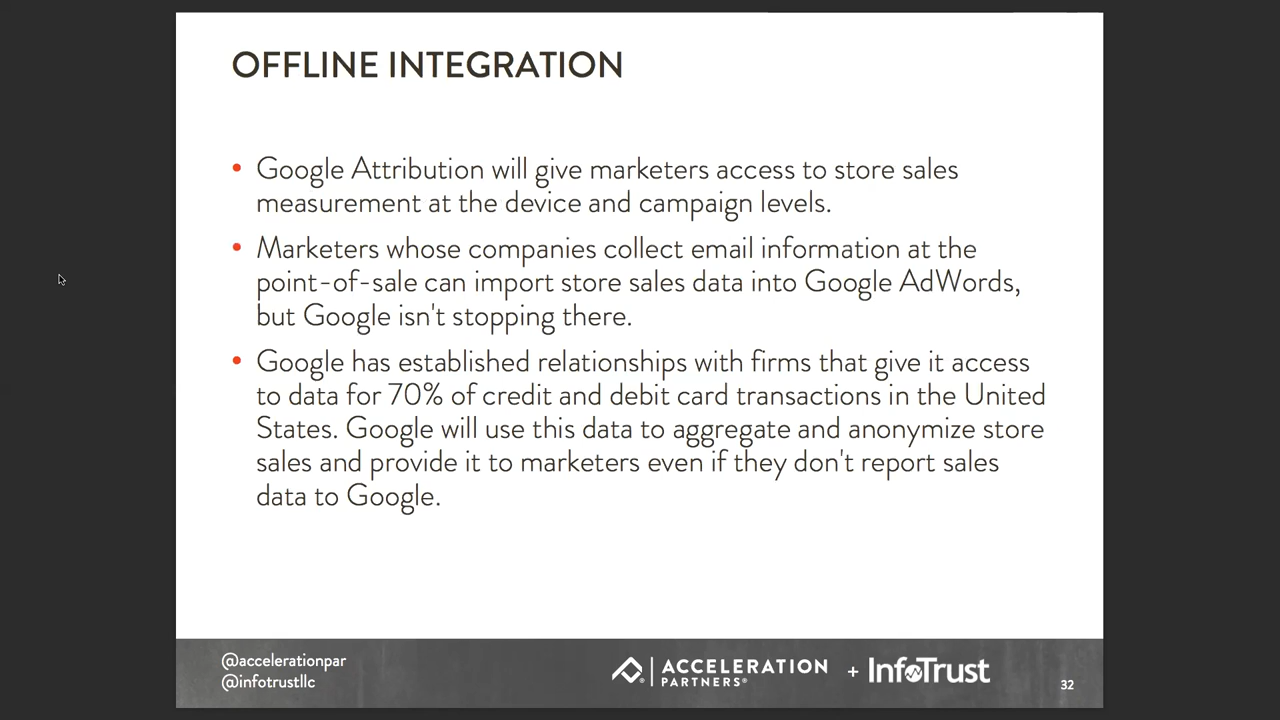 OFFLINE INTEGRATION
• Google Attribution will give marketers access to store sales
measurement at the device and campaign levels.
• Marketers whose companies collect email information at the
point-of-sale can import store sales data into Google AdWords,
but Google isn't stopping there.
• Google has established relationships with firms that give it access
to data for 70% of credit and debit card transactions in the United
States. Google will use this data to aggregate and anonymize store
sales and provide it to marketers even if they don't report sales
data to Google.
@accelerationpar
@infotrustllc
ACCELERATION
PARTNERS®
+ InfoTrust
32